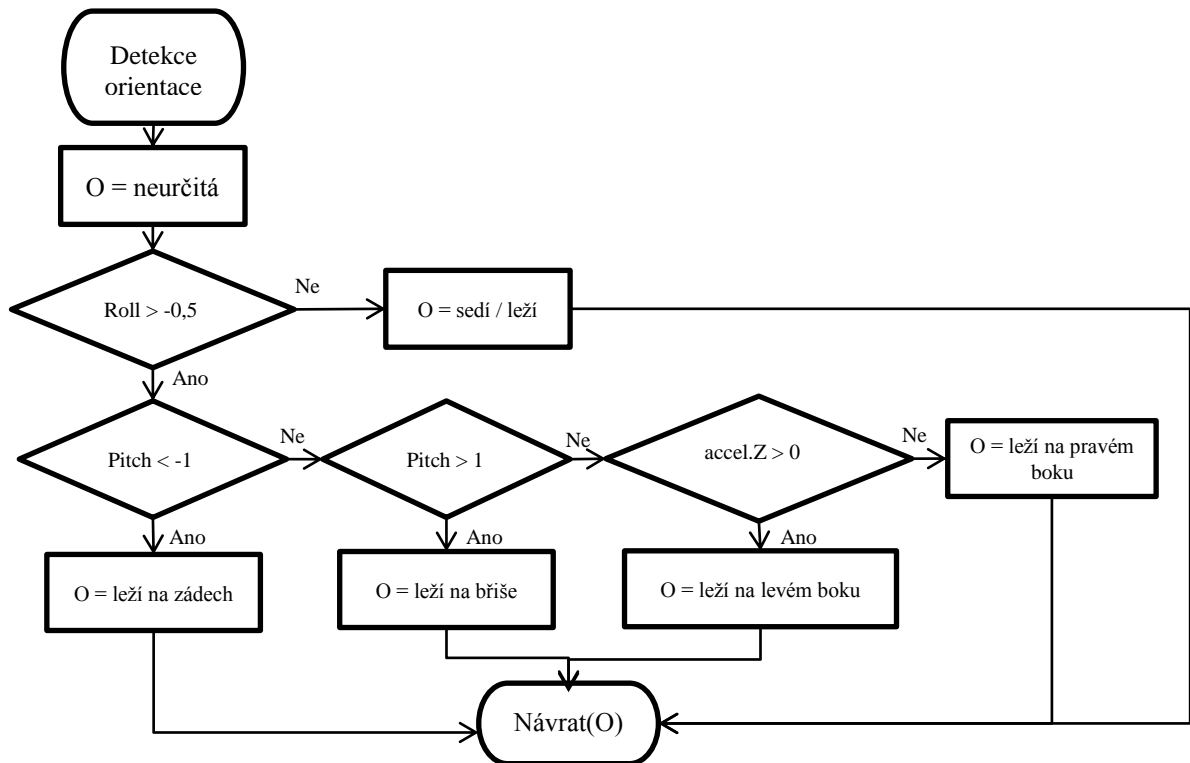 Detekce
orientace
O = neurčitá
Roll > -0,5
Ne
O = sedí / leží
Ano
Pitch < -1
Ne
Pitch > 1
Ne
accel.Z > 0
Ne
O = leží na pravém
boku
Ano
Ano
Ano
O = leží na zádech
O = leží na břiše
O = leží na levém boku
Návrat(O)